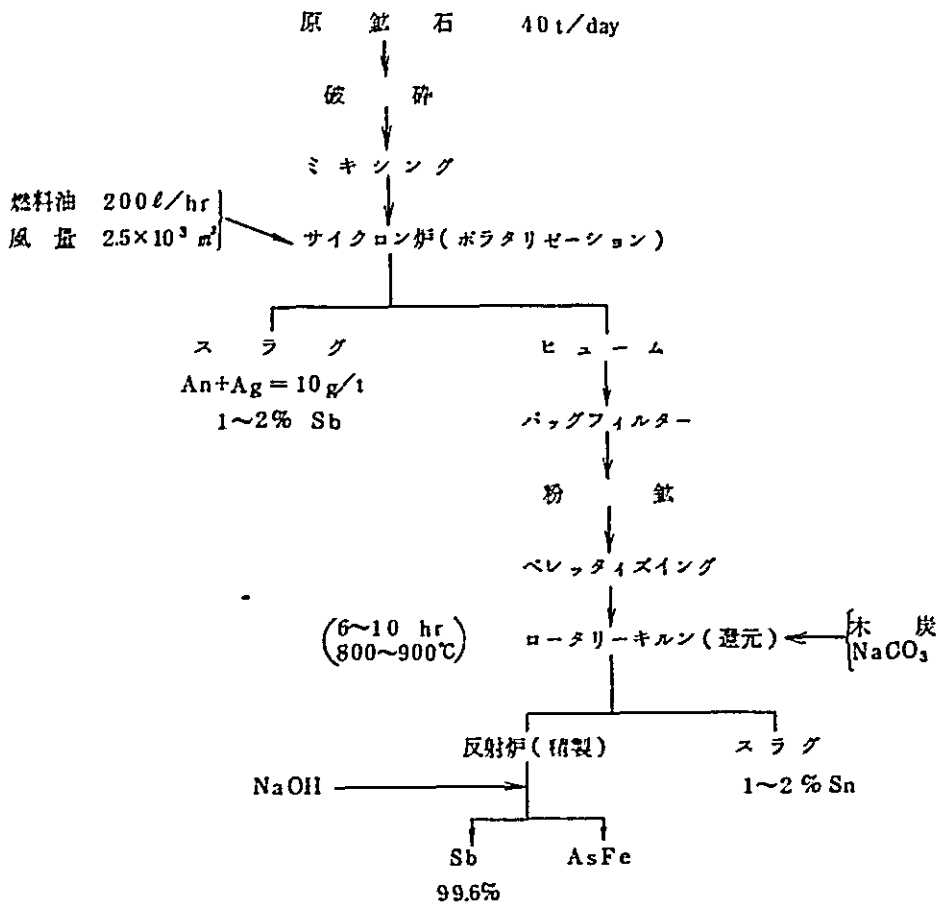 原鉱石 40t/day
破砕
ミキシング
燃料油 200ℓ/hr
風量 2.5×10³ m³
サイクロン炉(ボラタリゼーション)
スラグ
ヒューム
An+Ag=10g/t
1~2% Sb
バッグフィルター
粉鉱
ペレッタイズイング
(6~10 hr
800~900℃)
ロータリーキルン(還元)
木炭
NaCO₃
反射炉(精製)
スラグ
NaOH
1~2% Sn
Sb
AsFe
99.6%